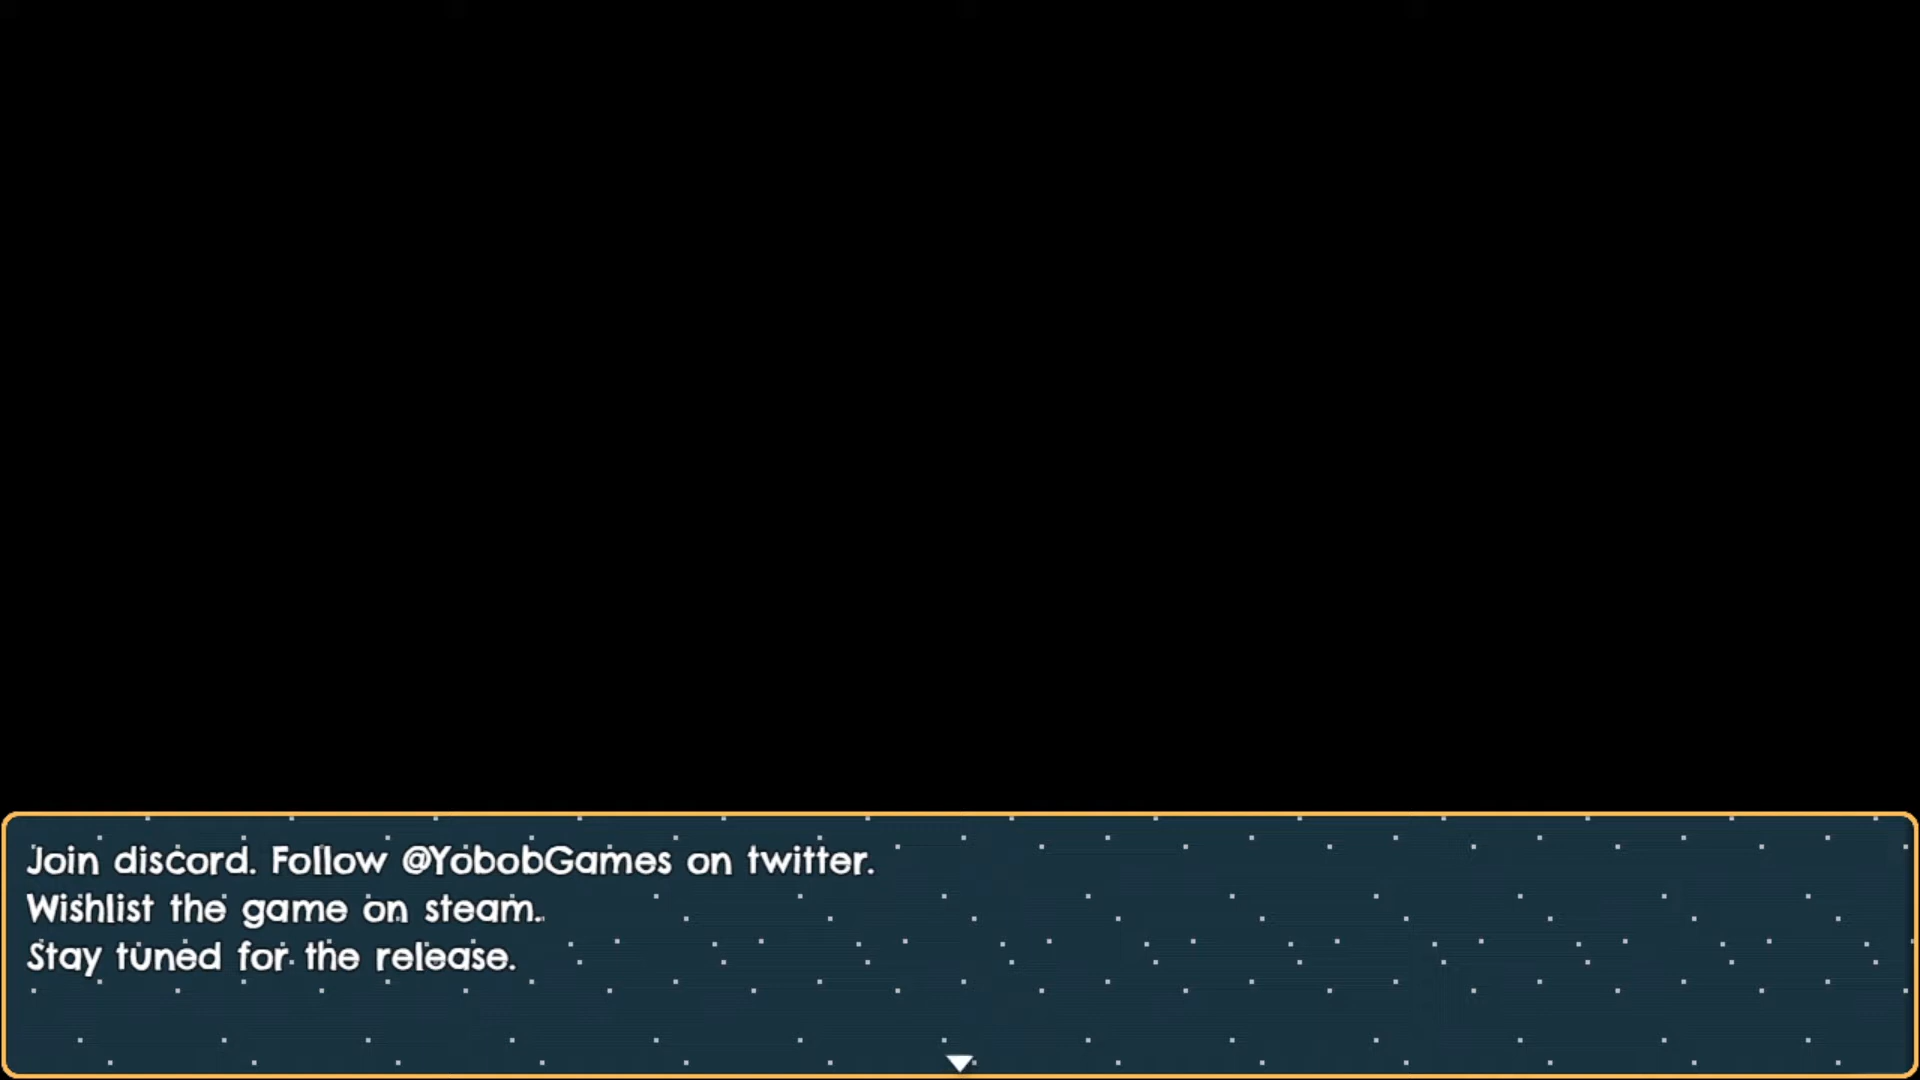 Join discord. Follow @YobobGames on twitter.
Wishlist the game on steam.
Stay tuned for the release.